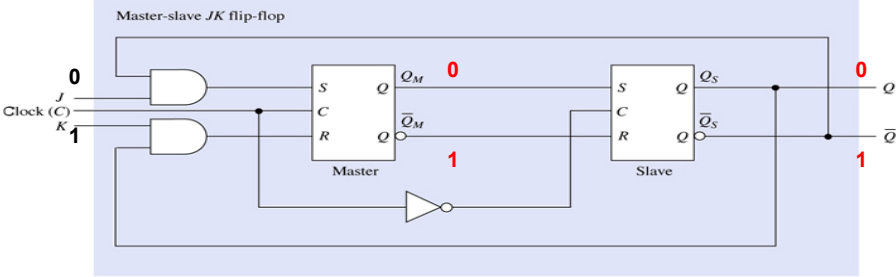 Master-slave JK flip-flop
0
J
Clock (C)
K
1
S
Q
C
R
Q
Master
Q_M
0
Q̅_M
1
S
Q
C
R
Q
Slave
Q_S
0
Q
Q̅_S
1
Q̅